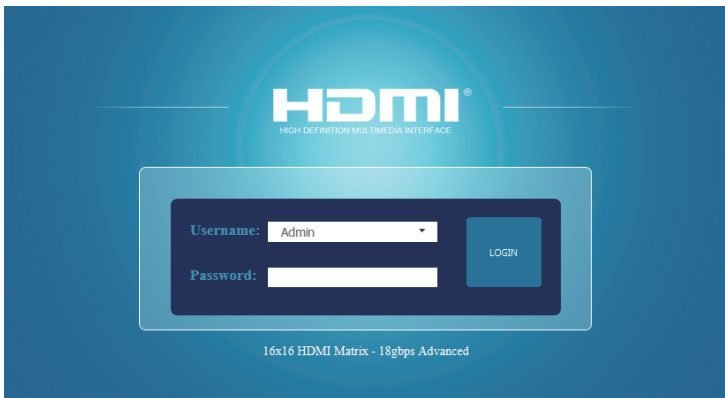 HDMI®
HIGH-DEFINITION MULTIMEDIA INTERFACE
Username: Admin
LOGIN
Password:
16x16 HDMI Matrix - 18gbps Advanced